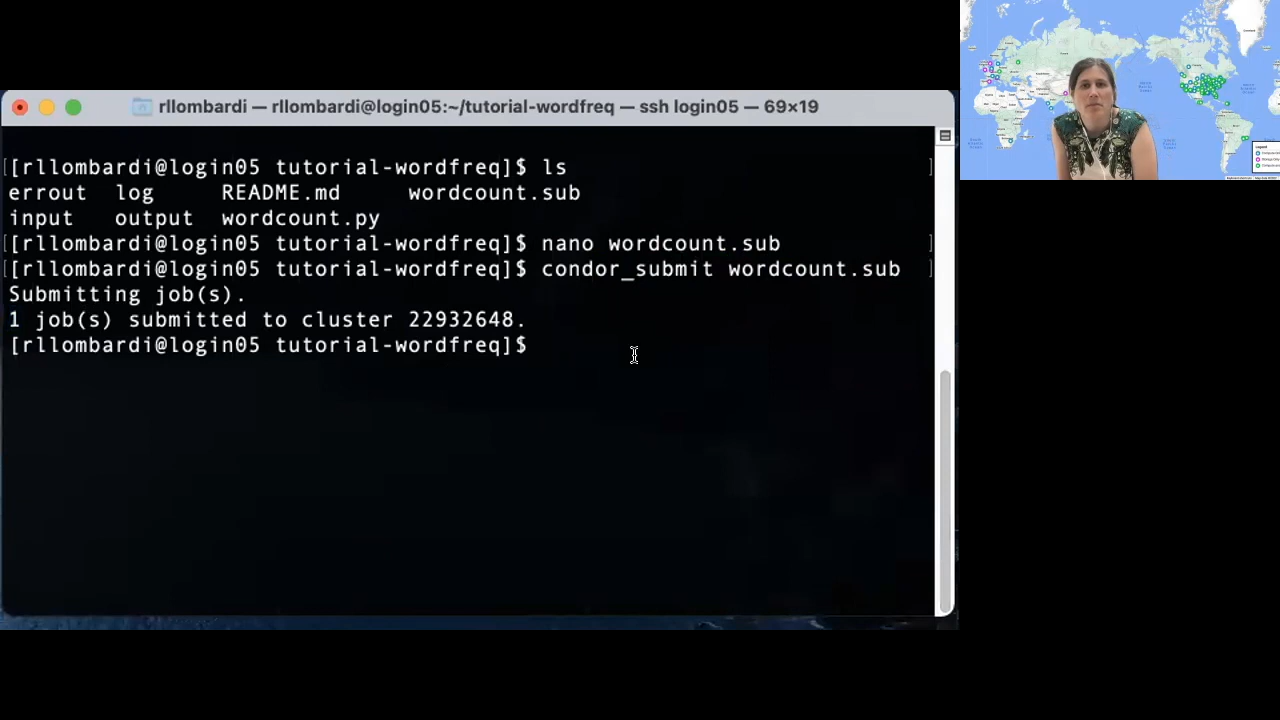 rllombardi — rllombardi@login05:~/tutorial-wordfreq — ssh login05 — 69×19
[[rllombardi@login05 tutorial-wordfreq]$ ls ]
errout log README.md wordcount.sub
input output wordcount.py
[[rllombardi@login05 tutorial-wordfreq]$ nano wordcount.sub ]
[[rllombardi@login05 tutorial-wordfreq]$ condor_submit wordcount.sub ]
Submitting job(s).
1 job(s) submitted to cluster 22932648.
[rllombardi@login05 tutorial-wordfreq]$
Legend